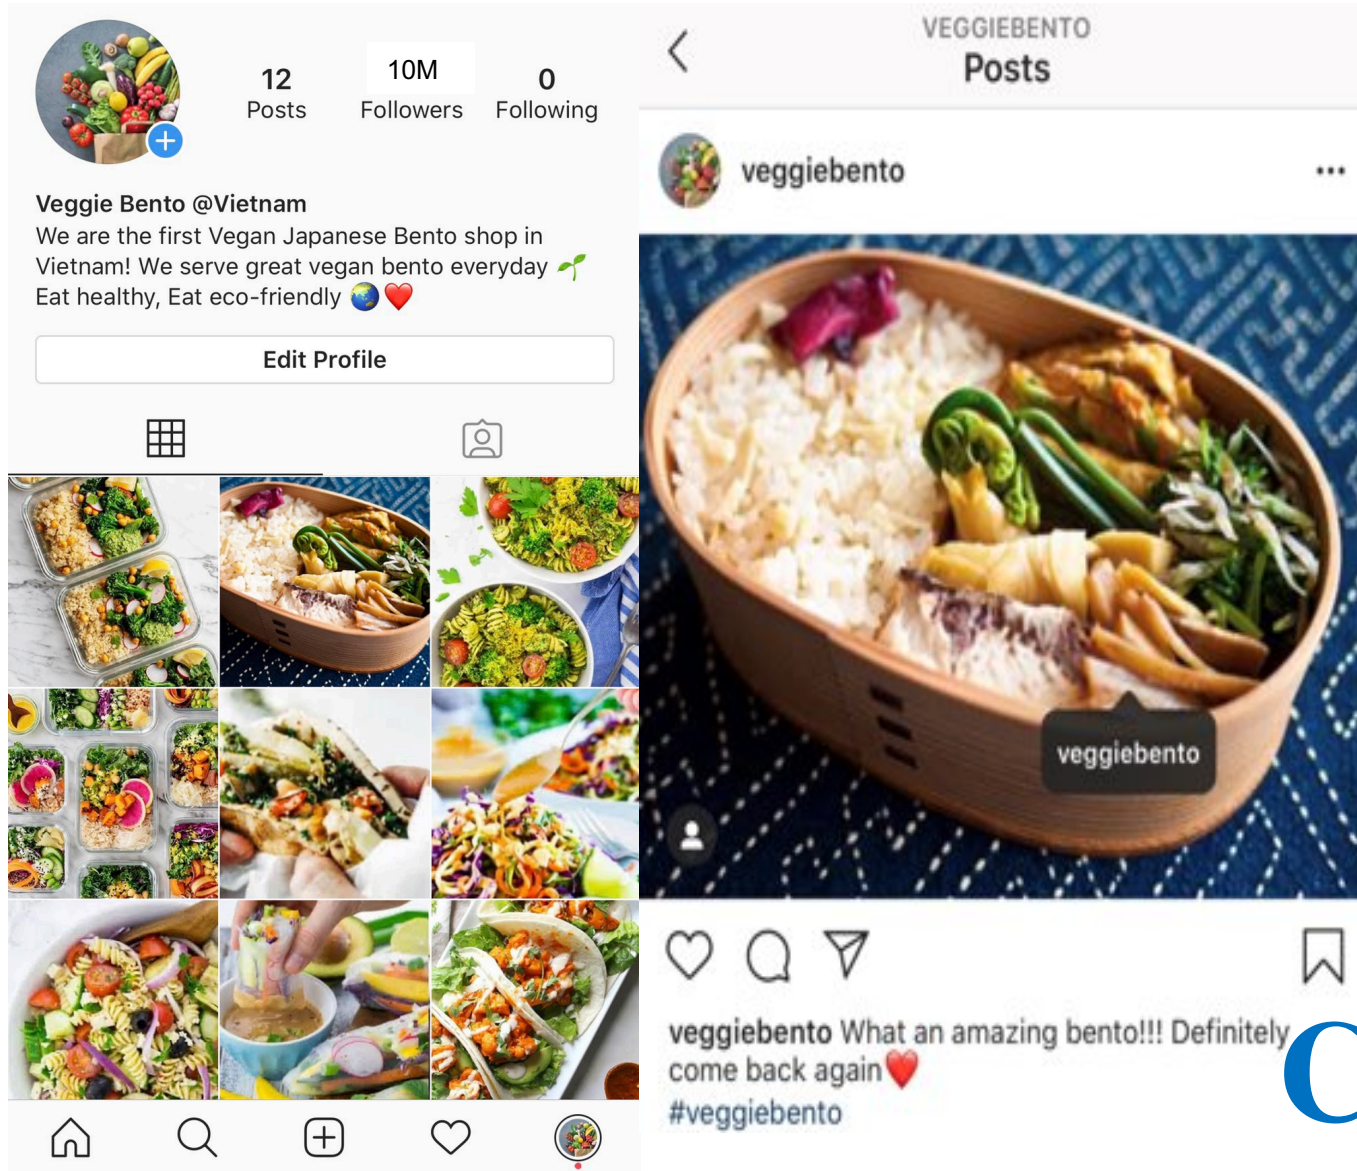 12
Posts
10M
Followers
0
Following
Veggie Bento @Vietnam
We are the first Vegan Japanese Bento shop in
Vietnam! We serve great vegan bento everyday 🌱
Eat healthy, Eat eco-friendly 🌏❤️
Edit Profile
VEGGIEBENTO
Posts
veggiebento
veggiebento
veggiebento What an amazing bento!!! Definitely
come back again❤️
#veggiebento
C